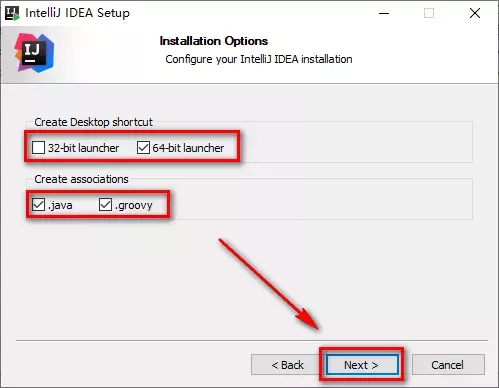 IntelliJ IDEA Setup
IJ
Installation Options
Configure your IntelliJ IDEA installation
Create Desktop shortcut
32-bit launcher 64-bit launcher
Create associations
.java .groovy
< Back Next > Cancel